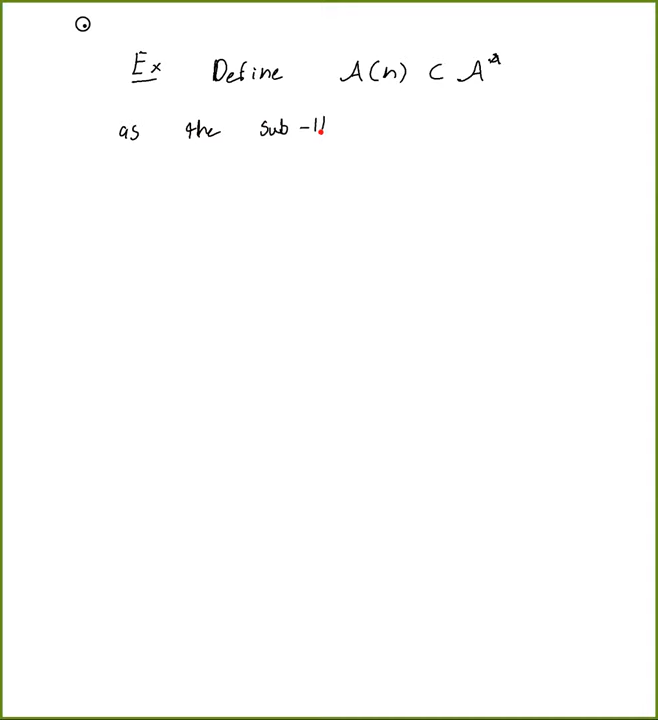 Ex Define A(n) ⊂ A*
as the sub-